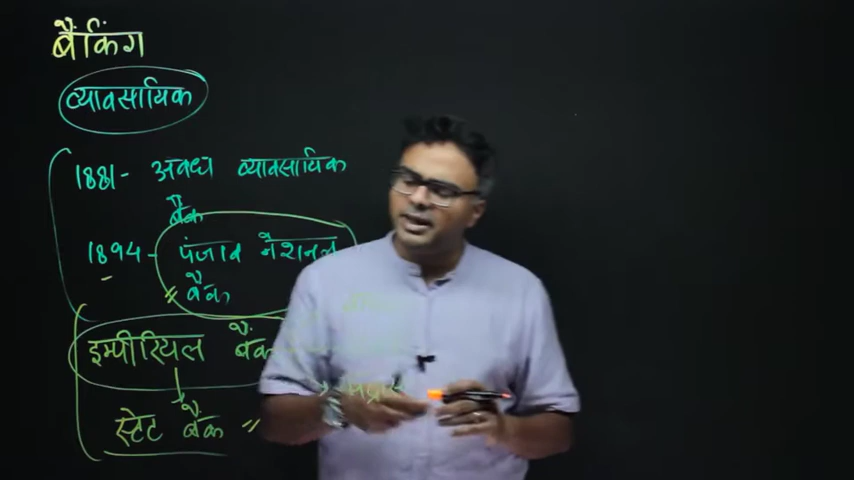 बैंकिंग
व्यावसायिक
1881- अवध व्यावसायिक
बैंक
1894- पंजाब नेशनल
बैंक
इम्पीरियल बैंक
स्टेट बैंक